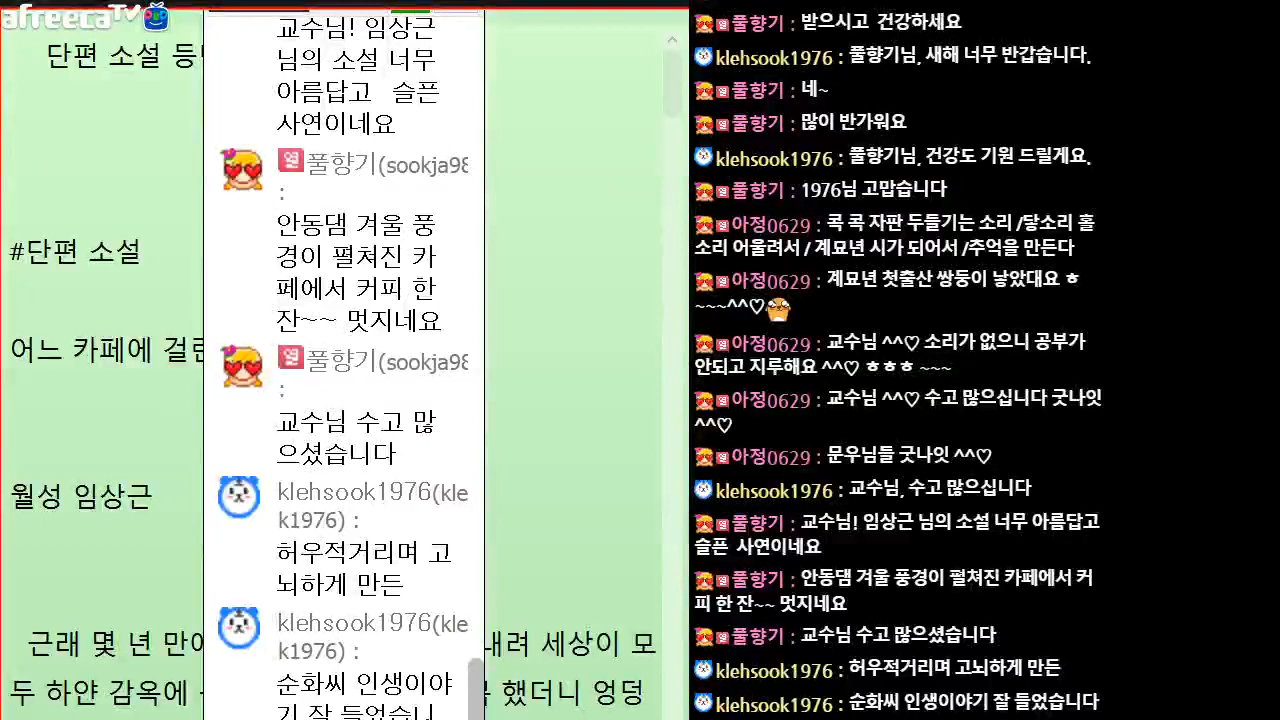 afreecaTV
단편 소설
#단편 소설
어느 카페에
월성 임상근
근래 몇 년
내려 세상이 모
두 하얀 감옥에
했더니 엉덩
교수님! 임상근
님의 소설 너무
아름답고 슬픈
사연이네요
열 풀향기(sookja98
:
안동댐 겨울 풍
경이 펼쳐진 카
페에서 커피 한
잔~~ 멋지네요
열 풀향기(sookja98
:
교수님 수고 많
으셨습니다
klehsook1976(kle
k1976) :
허우적거리며 고
뇌하게 만든
klehsook1976(kle
k1976) :
순화씨 인생이야
기 잘 들었습니
열 풀향기 : 받으시고 건강하세요
klehsook1976 : 풀향기님, 새해 너무 반갑습니다.
열 풀향기 : 네~
열 풀향기 : 많이 반가워요
klehsook1976 : 풀향기님, 건강도 기원 드릴게요.
열 풀향기 : 1976님 고맙습니다
열 아정0629 : 콕 콕 자판 두들기는 소리 /닿소리 홀
소리 어울려서 / 계묘년 시가 되어서 /추억을 만든다
열 아정0629 : 계묘년 첫출산 쌍둥이 낳았대요 ㅎ
~~~^^♡
열 아정0629 : 교수님 ^^♡ 소리가 없으니 공부가
안되고 지루해요 ^^♡ ㅎㅎㅎ ~~~
열 아정0629 : 교수님 ^^♡ 수고 많으십니다 굿나잇
^^♡
열 아정0629 : 문우님들 굿나잇 ^^♡
klehsook1976 : 교수님, 수고 많으십니다
열 풀향기 : 교수님! 임상근 님의 소설 너무 아름답고
슬픈 사연이네요
열 풀향기 : 안동댐 겨울 풍경이 펼쳐진 카페에서 커
피 한 잔~~ 멋지네요
열 풀향기 : 교수님 수고 많으셨습니다
klehsook1976 : 허우적거리며 고뇌하게 만든
klehsook1976 : 순화씨 인생이야기 잘 들었습니다